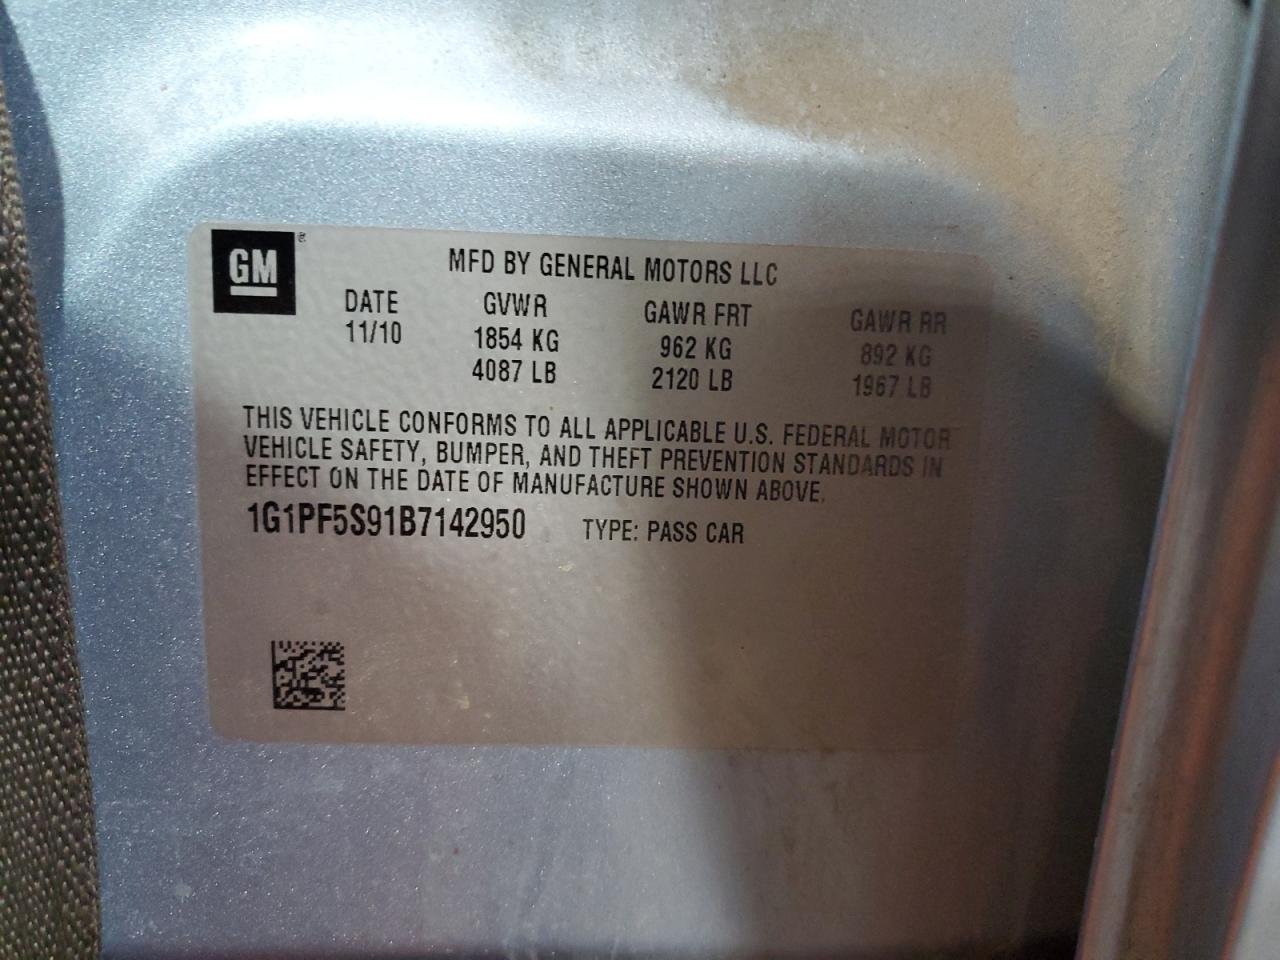 GM ®
MFD BY GENERAL MOTORS LLC
DATE GVWR GAWR FRT GAWR RR
11/10 1854 KG 962 KG 892 KG
4087 LB 2120 LB 1967 LB
THIS VEHICLE CONFORMS TO ALL APPLICABLE U.S. FEDERAL MOTOR
VEHICLE SAFETY, BUMPER, AND THEFT PREVENTION STANDARDS IN
EFFECT ON THE DATE OF MANUFACTURE SHOWN ABOVE.
1G1PF5S91B7142950 TYPE: PASS CAR